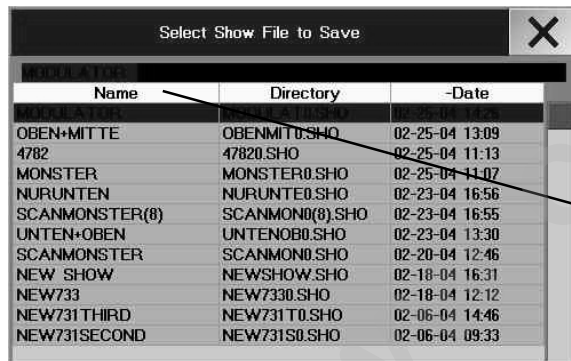 Select Show File to Save
MODULATOR
Name Directory -Date
MODULATOR MODULAT0.SHO 02-25-04 14:26
OBEN+MITTE OBENMIT0.SHO 02-25-04 13:09
4782 47820.SHO 02-25-04 11:13
MONSTER MONSTER0.SHO 02-25-04 11:07
NURUNTEN NURUNTE0.SHO 02-23-04 16:56
SCANMONSTER(8) SCANMON0(8).SHO 02-23-04 16:55
UNTEN+OBEN UNTENOB0.SHO 02-23-04 13:30
SCANMONSTER SCANMON0.SHO 02-20-04 12:46
NEW SHOW NEWSHOW.SHO 02-18-04 16:31
NEW733 NEW7330.SHO 02-18-04 12:12
NEW731THIRD NEW731T0.SHO 02-06-04 14:46
NEW731SECOND NEW731S0.SHO 02-06-04 09:33